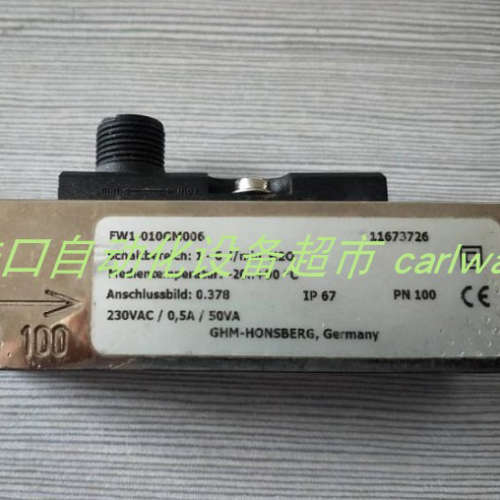 FW1-010GM006 11673726
Schaltbereich:
口自动化设备超市 carlwa
Anschlussbild: 0.378 IP 67 PN 100
230VAC / 0,5A / 50VA
GHM-HONSBERG, Germany
100